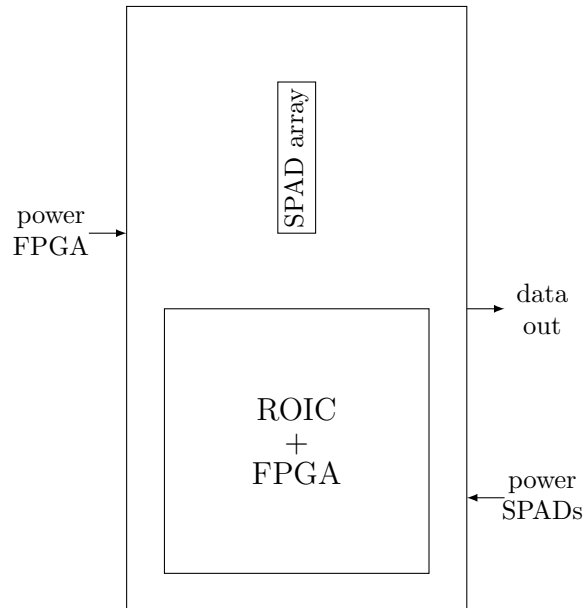 SPAD array
power
FPGA
data
out
ROIC
+
FPGA
power
SPADs